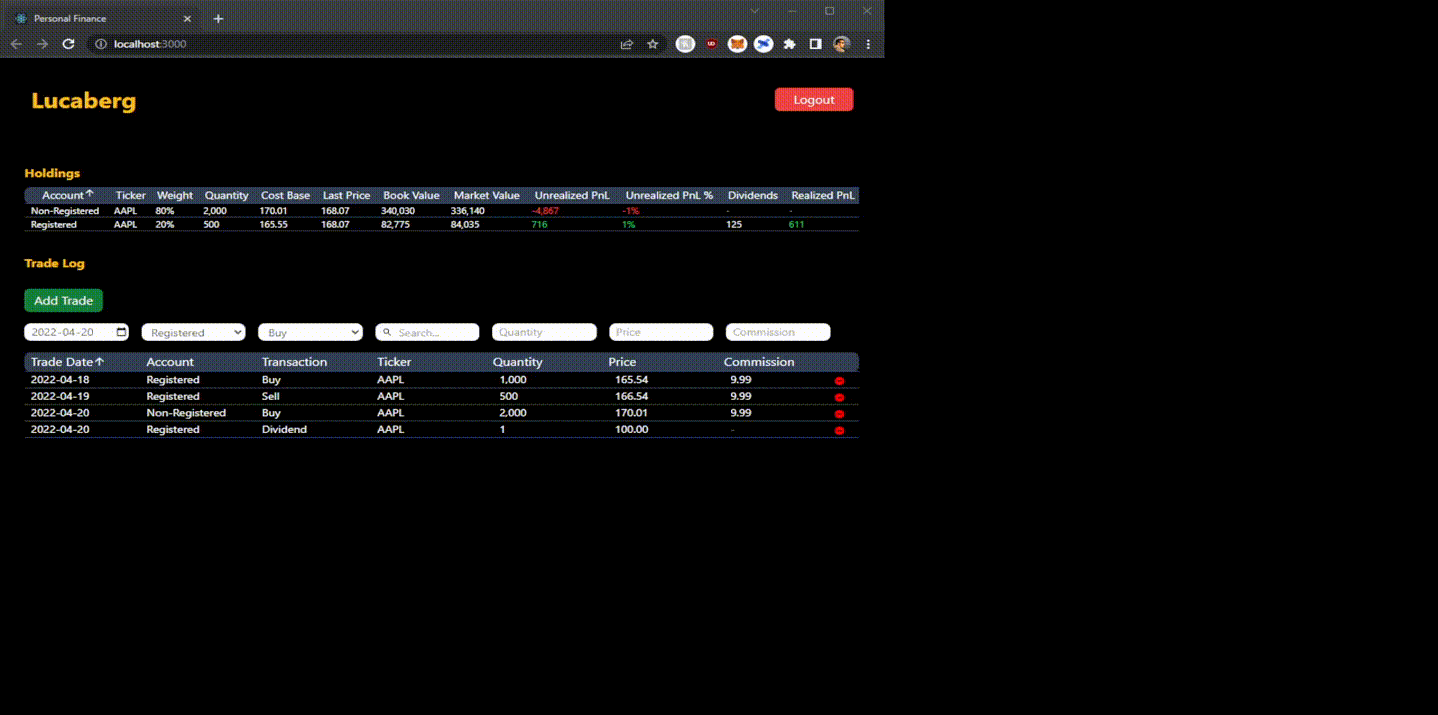 Personal Finance
localhost:3000
Lucaberg
Logout
Holdings
Account Ticker Weight Quantity Cost Base Last Price Book Value Market Value Unrealized PnL Unrealized PnL % Dividends Realized PnL
Non-Registered AAPL 80% 2,000 170.01 168.07 340,030 336,140 -4,867 -1% - -
Registered AAPL 20% 500 165.55 168.07 82,775 84,035 716 1% 125 611
Trade Log
Add Trade
2022-04-20 Registered Buy Search... Quantity Price Commission
Trade Date Account Transaction Ticker Quantity Price Commission
2022-04-18 Registered Buy AAPL 1,000 165.54 9.99
2022-04-19 Registered Sell AAPL 500 166.54 9.99
2022-04-20 Non-Registered Buy AAPL 2,000 170.01 9.99
2022-04-20 Registered Dividend AAPL 1 100.00 -